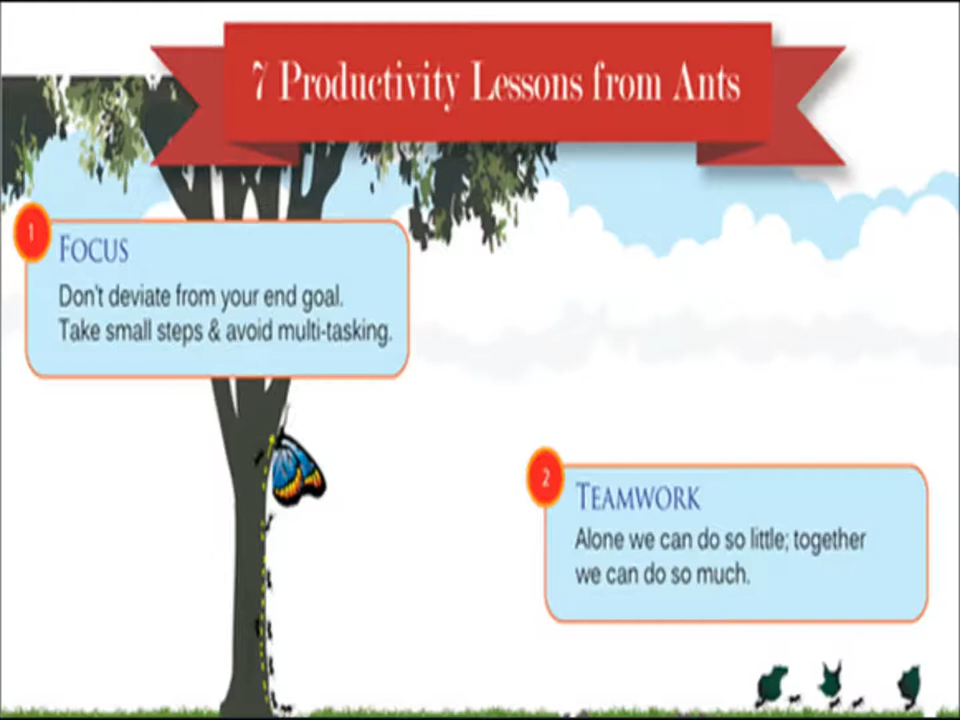 7 Productivity Lessons from Ants
1
FOCUS
Don't deviate from your end goal.
Take small steps & avoid multi-tasking.
2
TEAMWORK
Alone we can do so little; together
we can do so much.